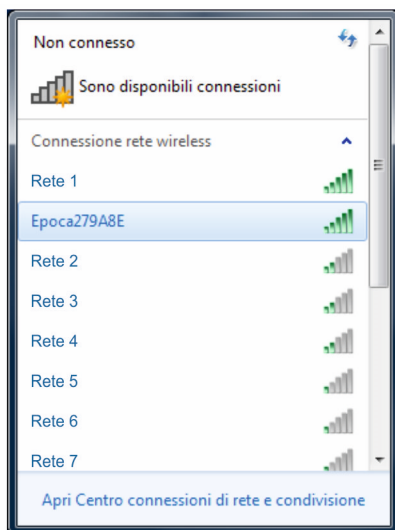 Non connesso
Sono disponibili connessioni
Connessione rete wireless
Rete 1
Epoca279A8E
Rete 2
Rete 3
Rete 4
Rete 5
Rete 6
Rete 7
Apri Centro connessioni di rete e condivisione